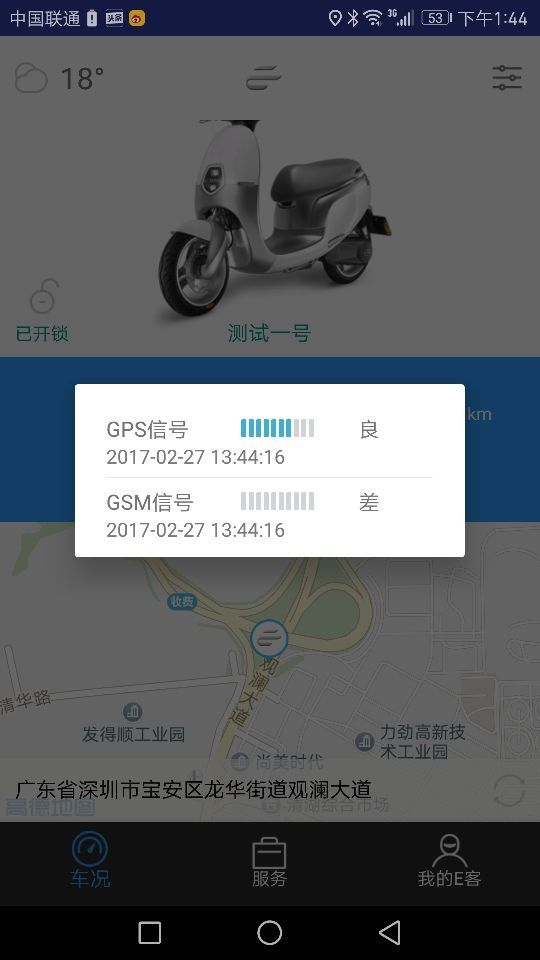 中国联通 头条 3G 53 下午1:44
18°
已开锁
测试一号
km
GPS信号 良
2017-02-27 13:44:16
GSM信号 差
2017-02-27 13:44:16
收费
观澜大道
清华路
发得顺工业园
力劲高新技
术工业园
尚美时代
广东省深圳市宝安区龙华街道观澜大道
高德地图
清湖综合市场
车况
服务
我的E客